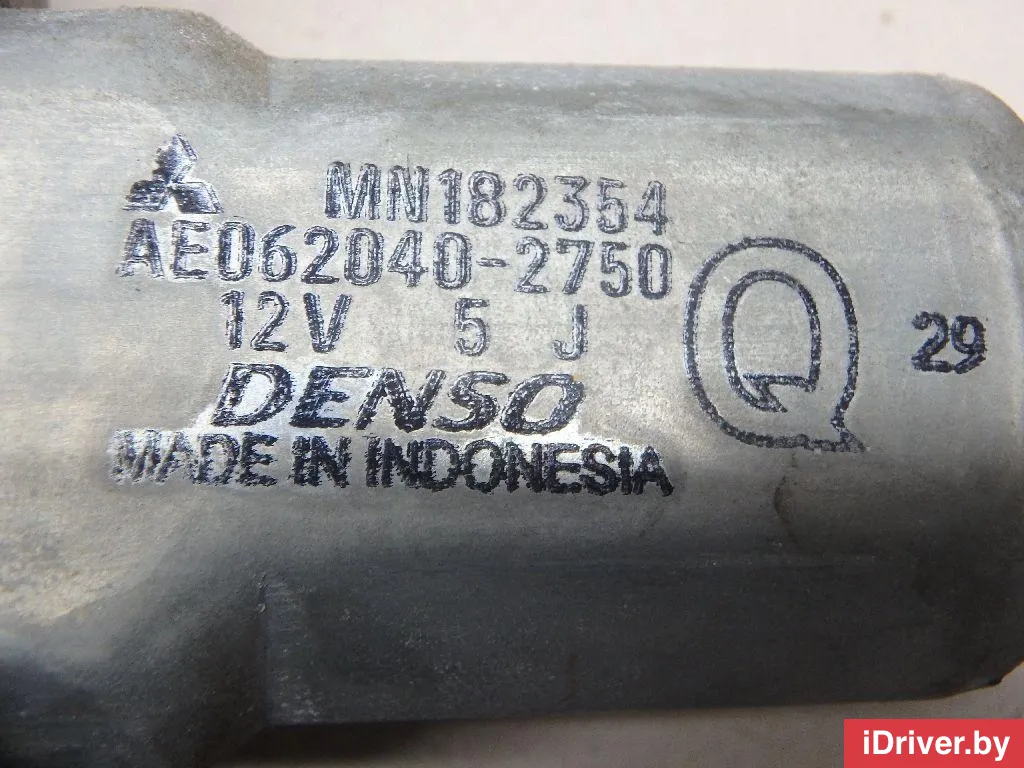 MN182354
AE062040-2750
12V 5 J
DENSO
MADE IN INDONESIA
Q
29
iDriver.by